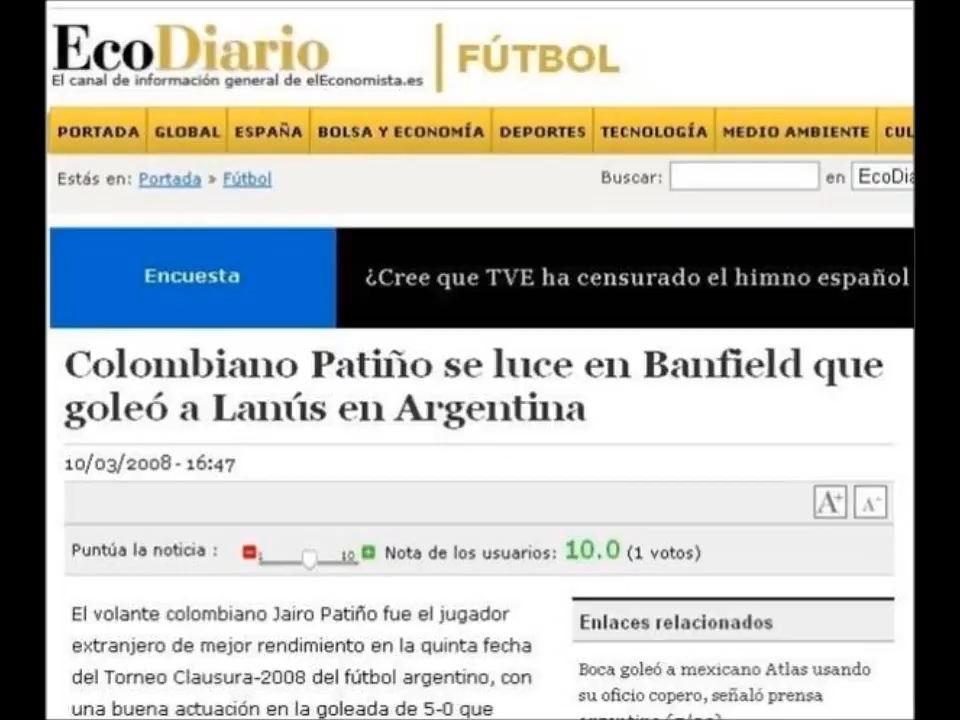 EcoDiario
El canal de información general de elEconomista.es
FÚTBOL
PORTADA GLOBAL ESPAÑA BOLSA Y ECONOMÍA DEPORTES TECNOLOGÍA MEDIO AMBIENTE CUL
Estás en: Portada » Fútbol
Buscar: en EcoDia
Encuesta
¿Cree que TVE ha censurado el himno español
Colombiano Patiño se luce en Banfield que
goleó a Lanús en Argentina
10/03/2008 - 16:47
A+ A-
Puntúa la noticia : 1 10 Nota de los usuarios: 10.0 (1 votos)
El volante colombiano Jairo Patiño fue el jugador
extranjero de mejor rendimiento en la quinta fecha
del Torneo Clausura-2008 del fútbol argentino, con
una buena actuación en la goleada de 5-0 que
Enlaces relacionados
Boca goleó a mexicano Atlas usando
su oficio copero, señaló prensa